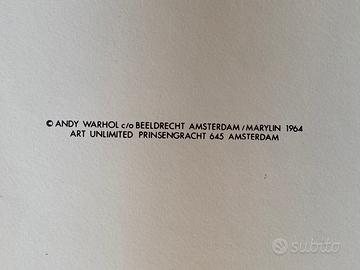 © ANDY WARHOL c/o BEELDRECHT AMSTERDAM / MARYLIN 1964
ART UNLIMITED PRINSENGRACHT 645 AMSTERDAM
subito